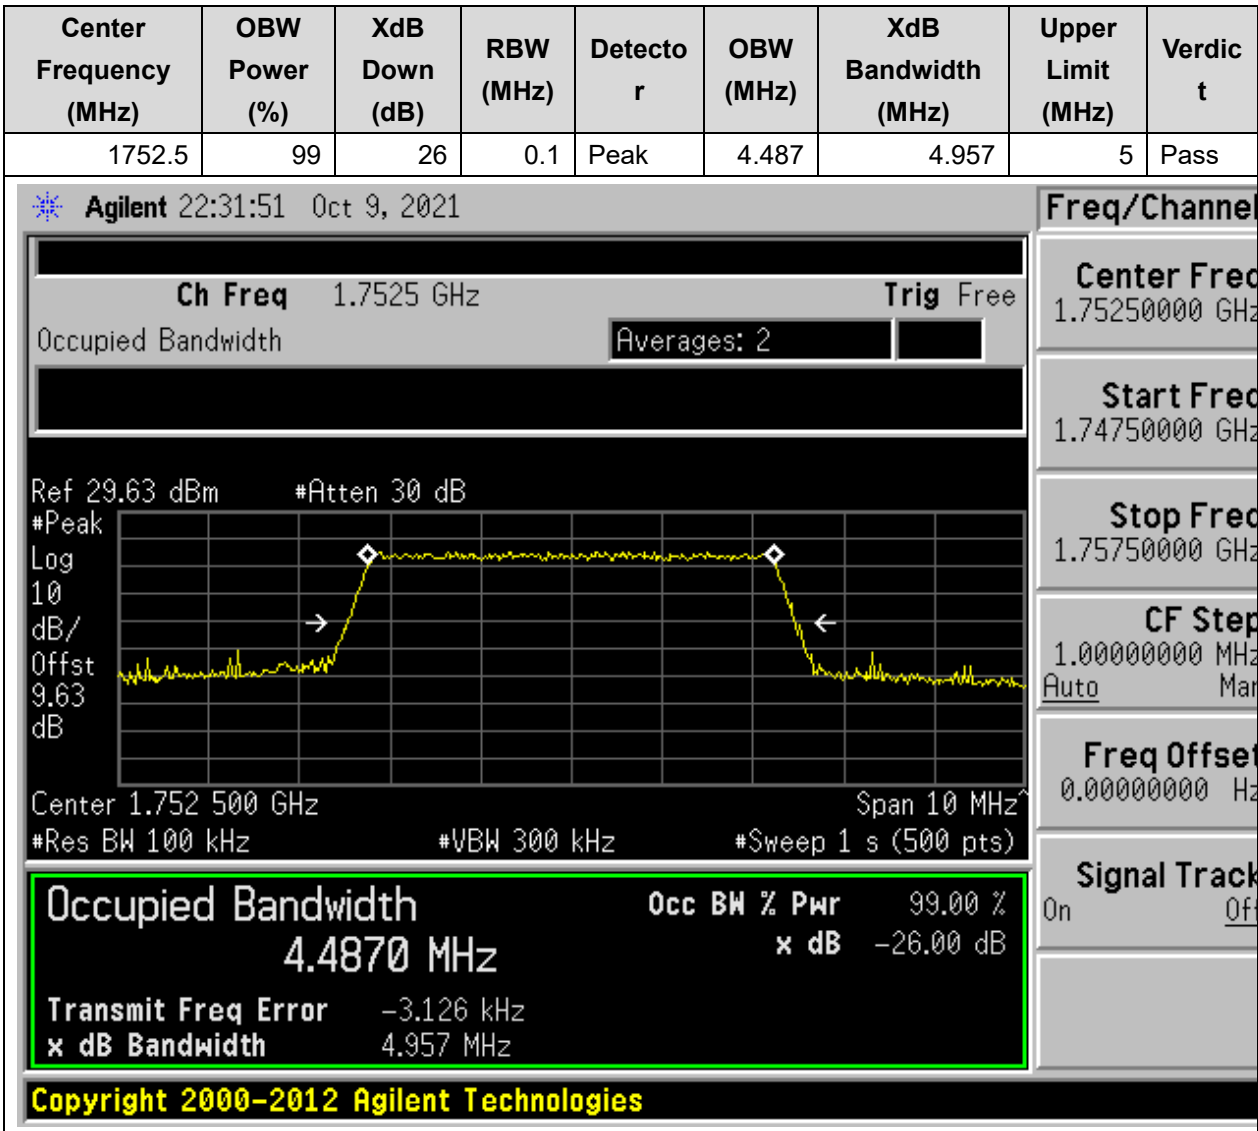 Center Frequency (MHz) OBW Power (%) XdB Down (dB) RBW (MHz) Detector OBW (MHz) XdB Bandwidth (MHz) Upper Limit (MHz) Verdict
1752.5 99 26 0.1 Peak 4.487 4.957 5 Pass
Agilent 22:31:51 Oct 9, 2021
Freq/Channel
Ch Freq 1.7525 GHz Trig Free
Occupied Bandwidth Averages: 2
Center Freq
1.75250000 GHz
Start Freq
1.74750000 GHz
Stop Freq
1.75750000 GHz
CF Step
1.00000000 MHz
Auto Man
Freq Offset
0.00000000 Hz
Signal Track
On Off
Ref 29.63 dBm #Atten 30 dB
#Peak
Log
10
dB/
Offst
9.63
dB
Center 1.752 500 GHz Span 10 MHz^
#Res BW 100 kHz #VBW 300 kHz #Sweep 1 s (500 pts)
Occupied Bandwidth Occ BW % Pwr 99.00 %
4.4870 MHz x dB -26.00 dB
Transmit Freq Error -3.126 kHz
x dB Bandwidth 4.957 MHz
Copyright 2000-2012 Agilent Technologies